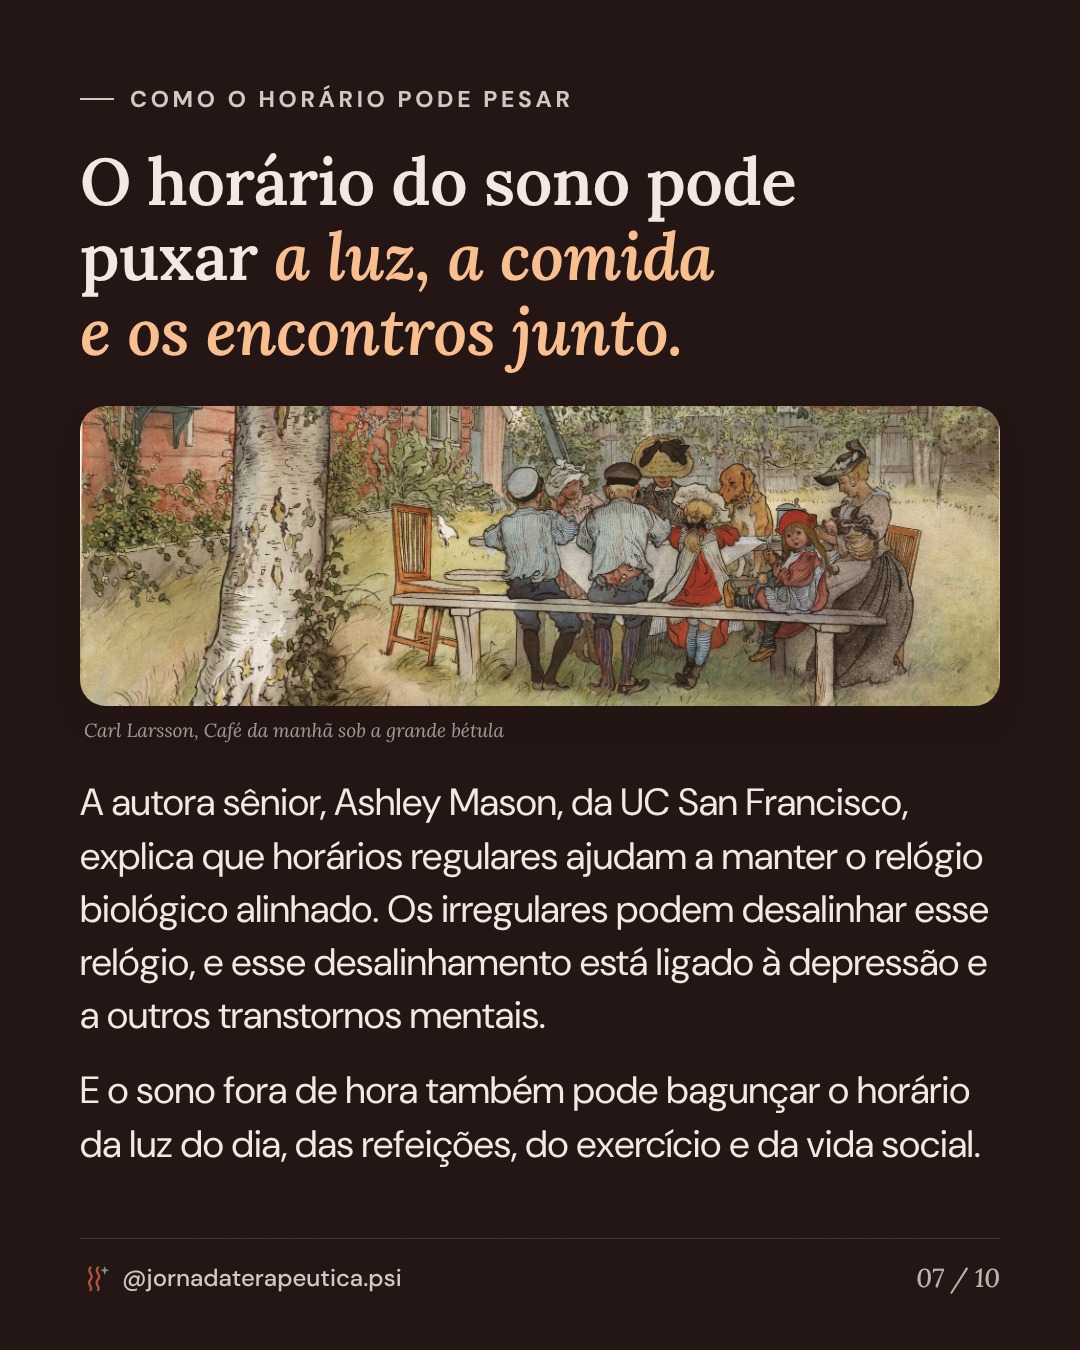 COMO O HORÁRIO PODE PESAR
O horário do sono pode
puxar a luz, a comida
e os encontros junto.
Carl Larsson, Café da manhã sob a grande bétula
A autora sênior, Ashley Mason, da UC San Francisco,
explica que horários regulares ajudam a manter o relógio
biológico alinhado. Os irregulares podem desalinhar esse
relógio, e esse desalinhamento está ligado à depressão e
a outros transtornos mentais.
E o sono fora de hora também pode bagunçar o horário
da luz do dia, das refeições, do exercício e da vida social.
@jornadaterapeutica.psi
07 / 10